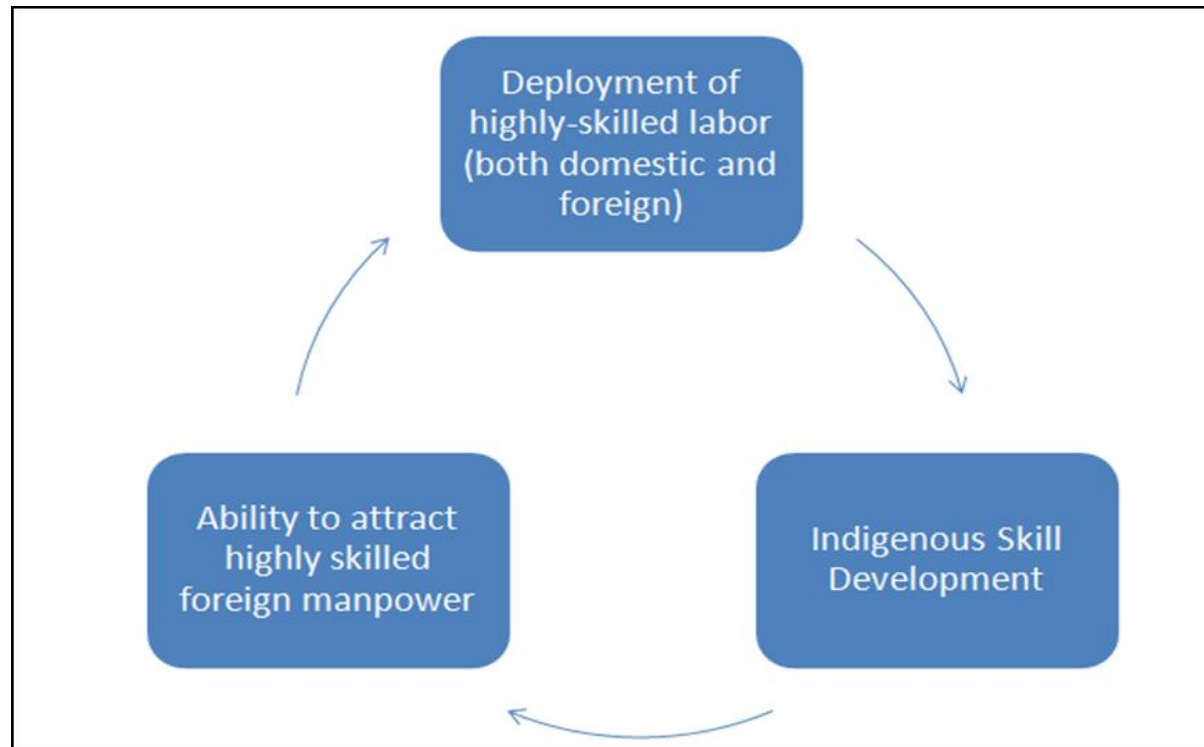 Deployment of
highly-skilled labor
(both domestic and
foreign)
Ability to attract
highly skilled
foreign manpower
Indigenous Skill
Development